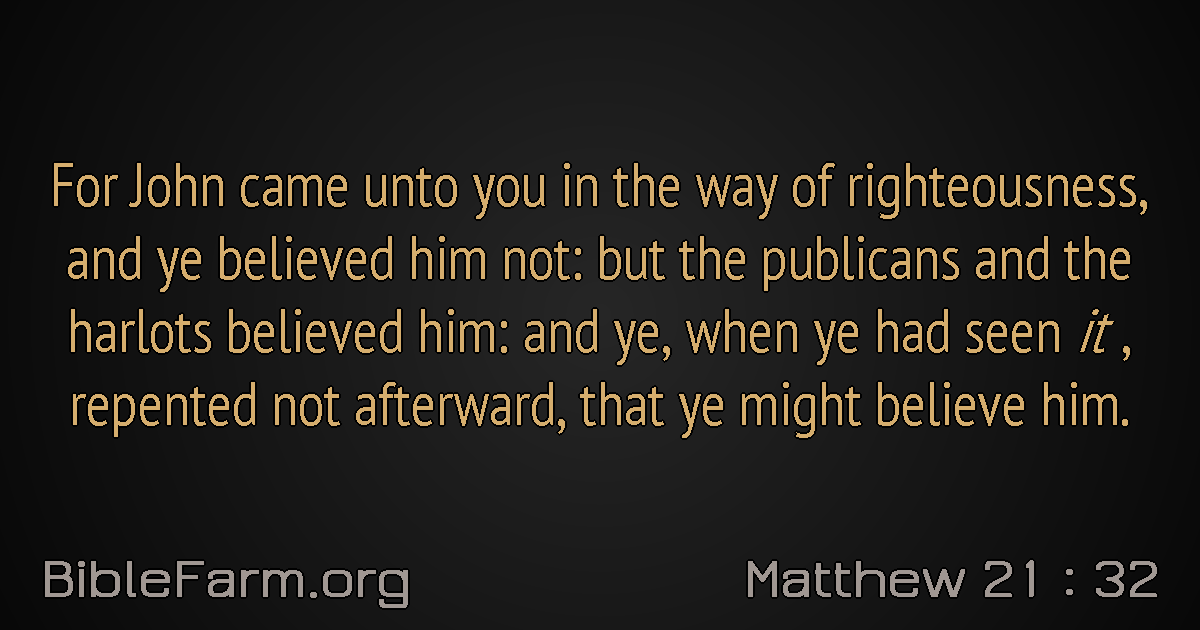 For John came unto you in the way of righteousness,
and ye believed him not: but the publicans and the
harlots believed him: and ye, when ye had seen it ,
repented not afterward, that ye might believe him.
BibleFarm.org
Matthew 21 : 32